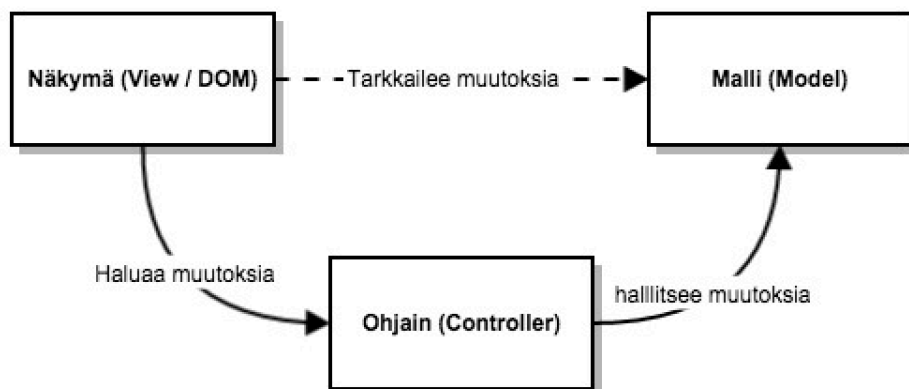 Näkymä (View / DOM)
Tarkkailee muutoksia
Malli (Model)
Haluaa muutoksia
halllitsee muutoksia
Ohjain (Controller)